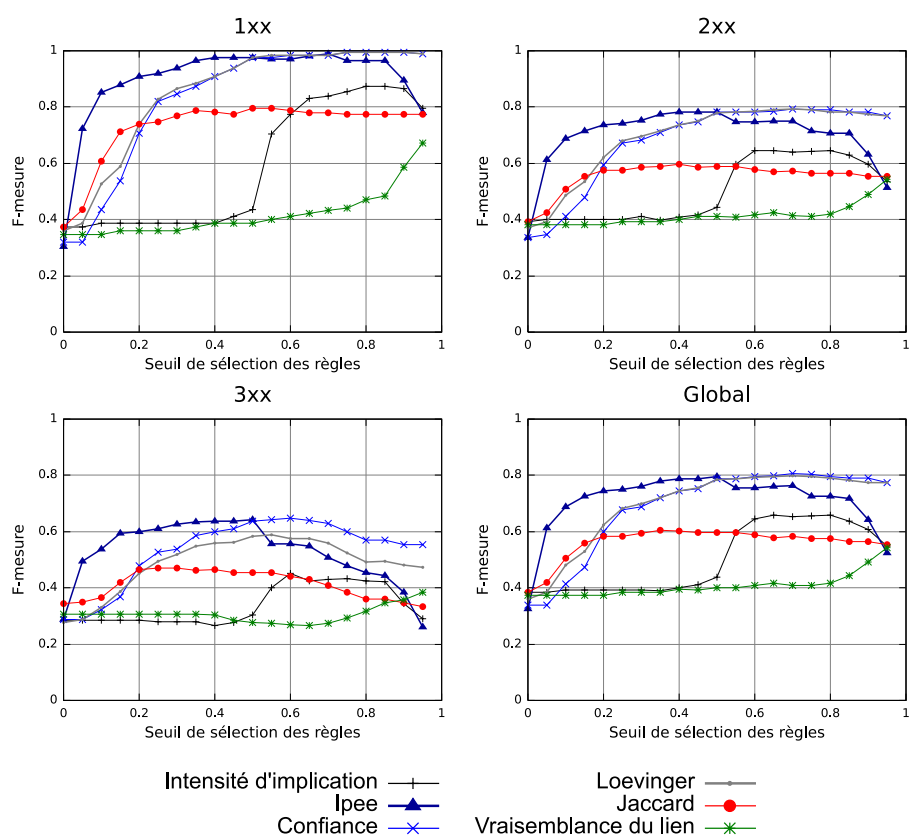 1xx
1
0.8
0.6
0.4
0.2
0
F-mesure
0 0.2 0.4 0.6 0.8 1
Seuil de sélection des règles
2xx
1
0.8
0.6
0.4
0.2
0
F-mesure
0 0.2 0.4 0.6 0.8 1
Seuil de sélection des règles
3xx
1
0.8
0.6
0.4
0.2
0
F-mesure
0 0.2 0.4 0.6 0.8 1
Seuil de sélection des règles
Global
1
0.8
0.6
0.4
0.2
0
F-mesure
0 0.2 0.4 0.6 0.8 1
Seuil de sélection des règles
Intensité d'implication
Ipee
Confiance
Loevinger
Jaccard
Vraisemblance du lien